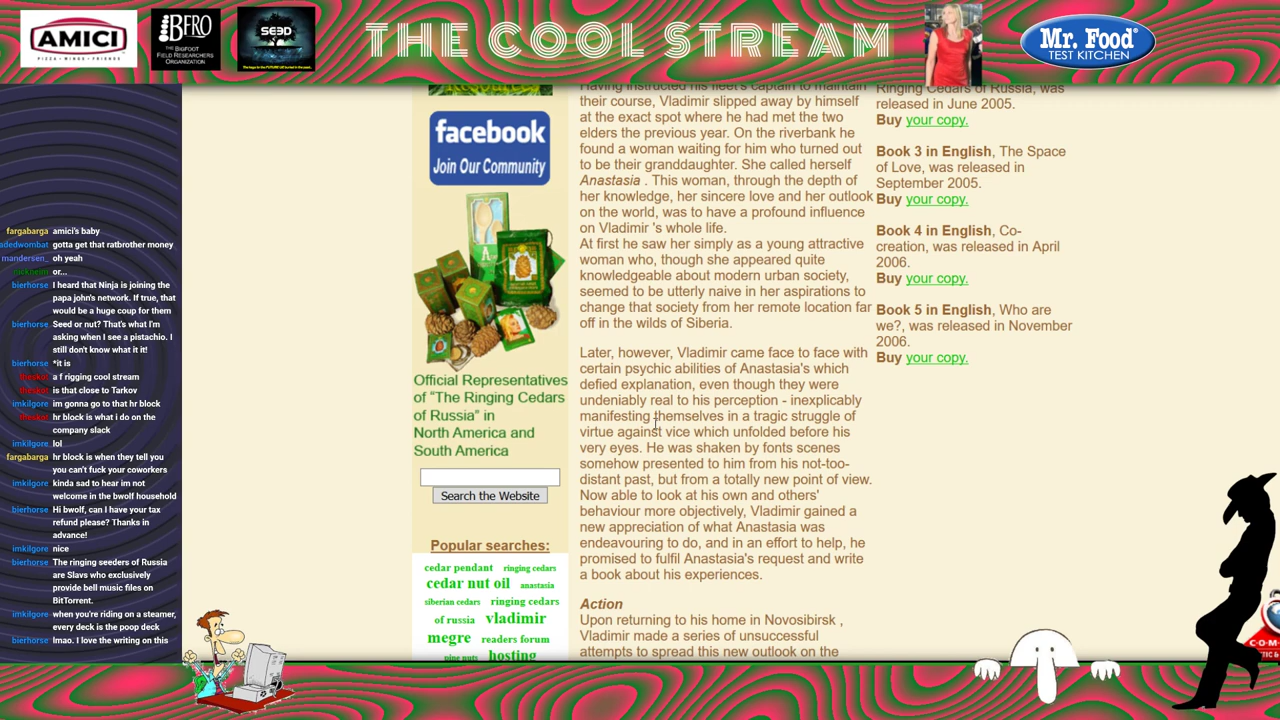 AMICI
PIZZA • WINGS • FRIENDS
BFRO
THE BIGFOOT
FIELD RESEARCHERS
ORGANIZATION
SEED
THE COOL STREAM
Mr. Food®
TEST KITCHEN
fargabarga amici's baby
adedwombat gotta get that ratbrother money
mandersen_ oh yeah
or...
bierhorse I heard that Ninja is joining the
papa john's network. If true, that
would be a huge coup for them
bierhorse Seed or nut? That's what I'm
asking when I see a pistachio. I
still don't know what it it!
bierhorse *it is
theskot a f rigging cool stream
theskot is that close to Tarkov
imkilgore im gonna go to that hr block
theskot hr block is what i do on the
company slack
imkilgore lol
fargabarga hr block is when they tell you
you can't fuck your coworkers
imkilgore kinda sad to hear im not
welcome in the bwolf household
bierhorse Hi bwolf, can I have your tax
refund please? Thanks in
advance!
imkilgore nice
bierhorse The ringing seeders of Russia
are Slavs who exclusively
provide bell music files on
BitTorrent.
imkilgore when you're riding on a steamer,
every deck is the poop deck
bierhorse lmao. I love the writing on this
Resources
facebook
Join Our Community
Official Representatives
of "The Ringing Cedars
of Russia" in
North America and
South America
Search the Website
Popular searches:
cedar pendant ringing cedars
cedar nut oil anastasia
siberian cedars ringing cedars
of russia vladimir
megre readers forum
pine nuts hosting
Having instructed his fleet's captain to maintain
their course, Vladimir slipped away by himself
at the exact spot where he had met the two
elders the previous year. On the riverbank he
found a woman waiting for him who turned out
to be their granddaughter. She called herself
Anastasia . This woman, through the depth of
her knowledge, her sincere love and her outlook
on the world, was to have a profound influence
on Vladimir 's whole life.
At first he saw her simply as a young attractive
woman who, though she appeared quite
knowledgeable about modern urban society,
seemed to be utterly naive in her aspirations to
change that society from her remote location far
off in the wilds of Siberia.
Later, however, Vladimir came face to face with
certain psychic abilities of Anastasia's which
defied explanation, even though they were
undeniably real to his perception - inexplicably
manifesting themselves in a tragic struggle of
virtue against vice which unfolded before his
very eyes. He was shaken by fonts scenes
somehow presented to him from his not-too-
distant past, but from a totally new point of view.
Now able to look at his own and others'
behaviour more objectively, Vladimir gained a
new appreciation of what Anastasia was
endeavouring to do, and in an effort to help, he
promised to fulfil Anastasia's request and write
a book about his experiences.
Action
Upon returning to his home in Novosibirsk ,
Vladimir made a series of unsuccessful
attempts to spread this new outlook on the
Ringing Cedars of Russia, was
released in June 2005.
Buy your copy.
Book 3 in English, The Space
of Love, was released in
September 2005.
Buy your copy.
Book 4 in English, Co-
creation, was released in April
2006.
Buy your copy.
Book 5 in English, Who are
we?, was released in November
2006.
Buy your copy.
COM